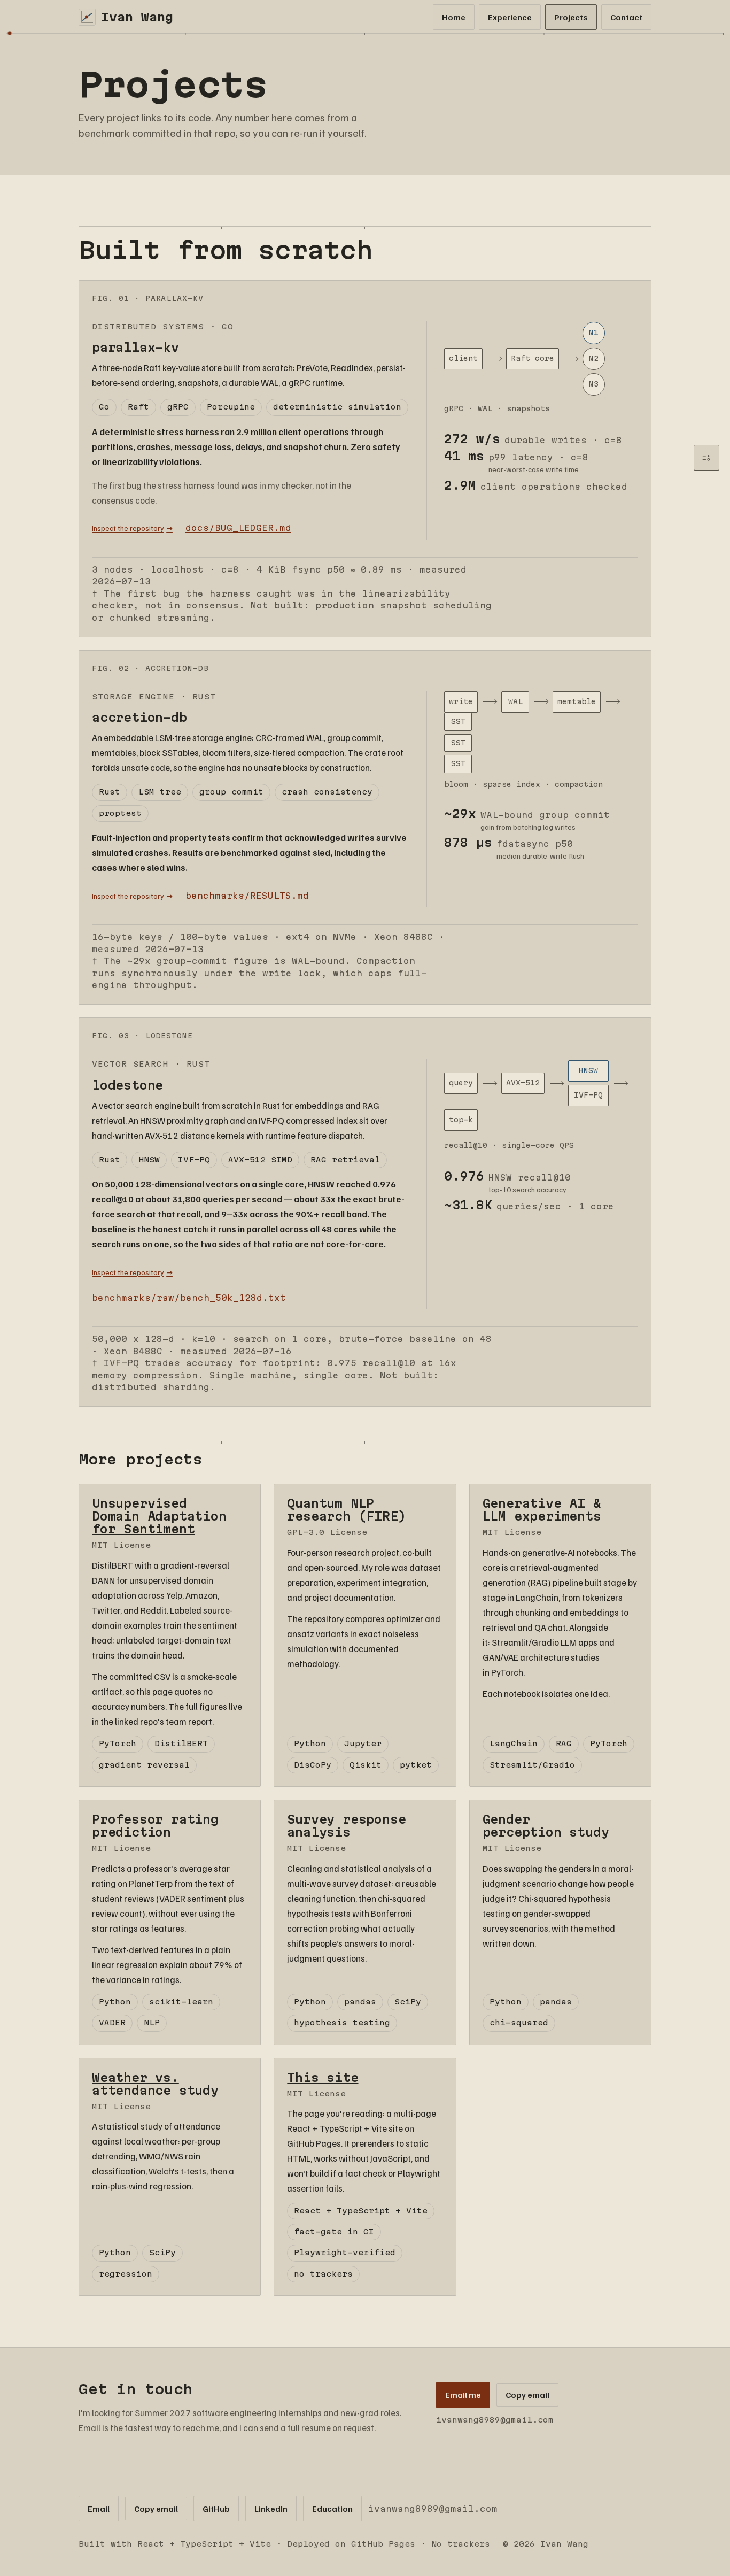 Ivan Wang
Home
Experience
Projects
Contact
Projects
Every project links to its code. Any number here comes from a
benchmark committed in that repo, so you can re-run it yourself.
Built from scratch
FIG. 01 · PARALLAX-KV
DISTRIBUTED SYSTEMS · GO
parallax-kv
A three-node Raft key-value store built from scratch: PreVote, ReadIndex, persist-
before-send ordering, snapshots, a durable WAL, a gRPC runtime.
Go
Raft
gRPC
Porcupine
deterministic simulation
A deterministic stress harness ran 2.9 million client operations through
partitions, crashes, message loss, delays, and snapshot churn. Zero safety
or linearizability violations.
The first bug the stress harness found was in my checker, not in the
consensus code.
Inspect the repository →
docs/BUG_LEDGER.md
client
Raft core
N1
N2
N3
gRPC · WAL · snapshots
272 w/s durable writes · c=8
41 ms p99 latency · c=8
near-worst-case write time
2.9M client operations checked
3 nodes · localhost · c=8 · 4 KiB fsync p50 ≈ 0.89 ms · measured
2026-07-13
† The first bug the harness caught was in the linearizability
checker, not in consensus. Not built: production snapshot scheduling
or chunked streaming.
FIG. 02 · ACCRETION-DB
STORAGE ENGINE · RUST
accretion-db
An embeddable LSM-tree storage engine: CRC-framed WAL, group commit,
memtables, block SSTables, bloom filters, size-tiered compaction. The crate root
forbids unsafe code, so the engine has no unsafe blocks by construction.
Rust
LSM tree
group commit
crash consistency
proptest
Fault-injection and property tests confirm that acknowledged writes survive
simulated crashes. Results are benchmarked against sled, including the
cases where sled wins.
Inspect the repository →
benchmarks/RESULTS.md
write
WAL
memtable
SST
SST
SST
bloom · sparse index · compaction
~29x WAL-bound group commit
gain from batching log writes
878 µs fdatasync p50
median durable-write flush
16-byte keys / 100-byte values · ext4 on NVMe · Xeon 8488C ·
measured 2026-07-13
† The ~29x group-commit figure is WAL-bound. Compaction
runs synchronously under the write lock, which caps full-
engine throughput.
FIG. 03 · LODESTONE
VECTOR SEARCH · RUST
lodestone
A vector search engine built from scratch in Rust for embeddings and RAG
retrieval. An HNSW proximity graph and an IVF-PQ compressed index sit over
hand-written AVX-512 distance kernels with runtime feature dispatch.
Rust
HNSW
IVF-PQ
AVX-512 SIMD
RAG retrieval
On 50,000 128-dimensional vectors on a single core, HNSW reached 0.976
recall@10 at about 31,800 queries per second — about 33x the exact brute-
force search at that recall, and 9–33x across the 90%+ recall band. The
baseline is the honest catch: it runs in parallel across all 48 cores while the
search runs on one, so the two sides of that ratio are not core-for-core.
Inspect the repository →
benchmarks/raw/bench_50k_128d.txt
query
AVX-512
HNSW
IVF-PQ
top-k
recall@10 · single-core QPS
0.976 HNSW recall@10
top-10 search accuracy
~31.8K queries/sec · 1 core
50,000 x 128-d · k=10 · search on 1 core, brute-force baseline on 48
· Xeon 8488C · measured 2026-07-16
† IVF-PQ trades accuracy for footprint: 0.975 recall@10 at 16x
memory compression. Single machine, single core. Not built:
distributed sharding.
More projects
Unsupervised
Domain Adaptation
for Sentiment
MIT License
DistilBERT with a gradient-reversal
DANN for unsupervised domain
adaptation across Yelp, Amazon,
Twitter, and Reddit. Labeled source-
domain examples train the sentiment
head; unlabeled target-domain text
trains the domain head.
The committed CSV is a smoke-scale
artifact, so this page quotes no
accuracy numbers. The full figures live
in the linked repo's team report.
PyTorch
DistilBERT
gradient reversal
Quantum NLP
research (FIRE)
GPL-3.0 License
Four-person research project, co-built
and open-sourced. My role was dataset
preparation, experiment integration,
and project documentation.
The repository compares optimizer and
ansatz variants in exact noiseless
simulation with documented
methodology.
Python
Jupyter
DisCoPy
Qiskit
pytket
Generative AI &
LLM experiments
MIT License
Hands-on generative-AI notebooks. The
core is a retrieval-augmented
generation (RAG) pipeline built stage by
stage in LangChain, from tokenizers
through chunking and embeddings to
retrieval and QA chat. Alongside
it: Streamlit/Gradio LLM apps and
GAN/VAE architecture studies
in PyTorch.
Each notebook isolates one idea.
LangChain
RAG
PyTorch
Streamlit/Gradio
Professor rating
prediction
MIT License
Predicts a professor's average star
rating on PlanetTerp from the text of
student reviews (VADER sentiment plus
review count), without ever using the
star ratings as features.
Two text-derived features in a plain
linear regression explain about 79% of
the variance in ratings.
Python
scikit-learn
VADER
NLP
Survey response
analysis
MIT License
Cleaning and statistical analysis of a
multi-wave survey dataset: a reusable
cleaning function, then chi-squared
hypothesis tests with Bonferroni
correction probing what actually
shifts people's answers to moral-
judgment questions.
Python
pandas
SciPy
hypothesis testing
Gender
perception study
MIT License
Does swapping the genders in a moral-
judgment scenario change how people
judge it? Chi-squared hypothesis
testing on gender-swapped
survey scenarios, with the method
written down.
Python
pandas
chi-squared
Weather vs.
attendance study
MIT License
A statistical study of attendance
against local weather: per-group
detrending, WMO/NWS rain
classification, Welch's t-tests, then a
rain-plus-wind regression.
Python
SciPy
regression
This site
MIT License
The page you're reading: a multi-page
React + TypeScript + Vite site on
GitHub Pages. It prerenders to static
HTML, works without JavaScript, and
won't build if a fact check or Playwright
assertion fails.
React + TypeScript + Vite
fact-gate in CI
Playwright-verified
no trackers
Get in touch
I'm looking for Summer 2027 software engineering internships and new-grad roles.
Email is the fastest way to reach me, and I can send a full resume on request.
Email me
Copy email
ivanwang8989@gmail.com
Email
Copy email
GitHub
LinkedIn
Education
ivanwang8989@gmail.com
Built with React + TypeScript + Vite · Deployed on GitHub Pages · No trackers © 2026 Ivan Wang